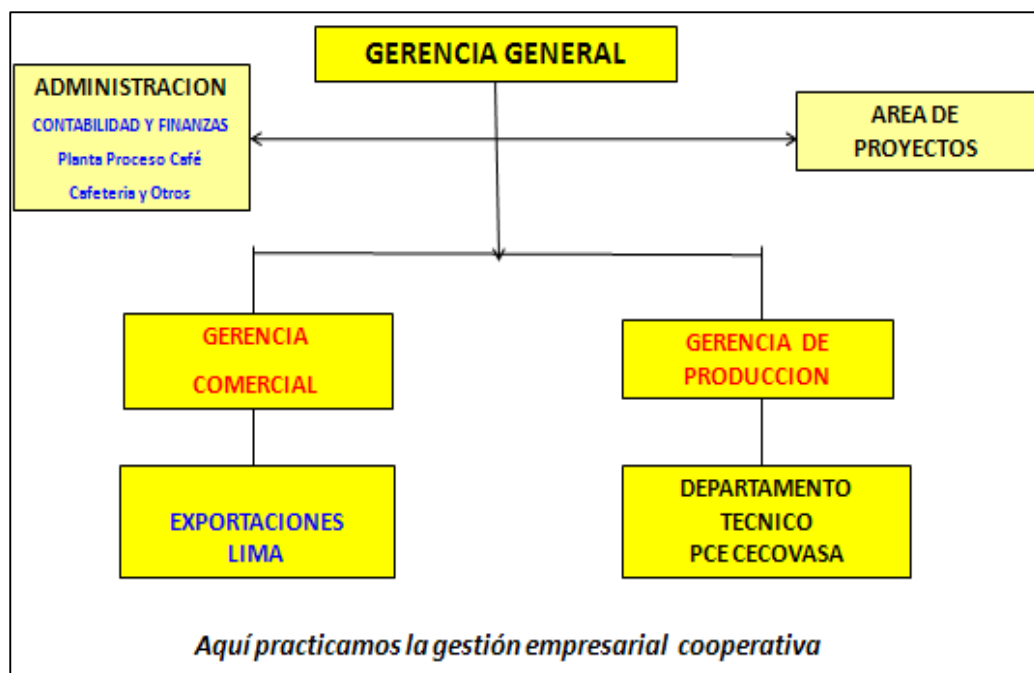 GERENCIA GENERAL
ADMINISTRACION
CONTABILIDAD Y FINANZAS
Planta Proceso Café
Cafeteria y Otros
AREA DE
PROYECTOS
GERENCIA
COMERCIAL
GERENCIA DE
PRODUCCION
EXPORTACIONES
LIMA
DEPARTAMENTO
TECNICO
PCE CECOVASA
Aquí practicamos la gestión empresarial cooperativa